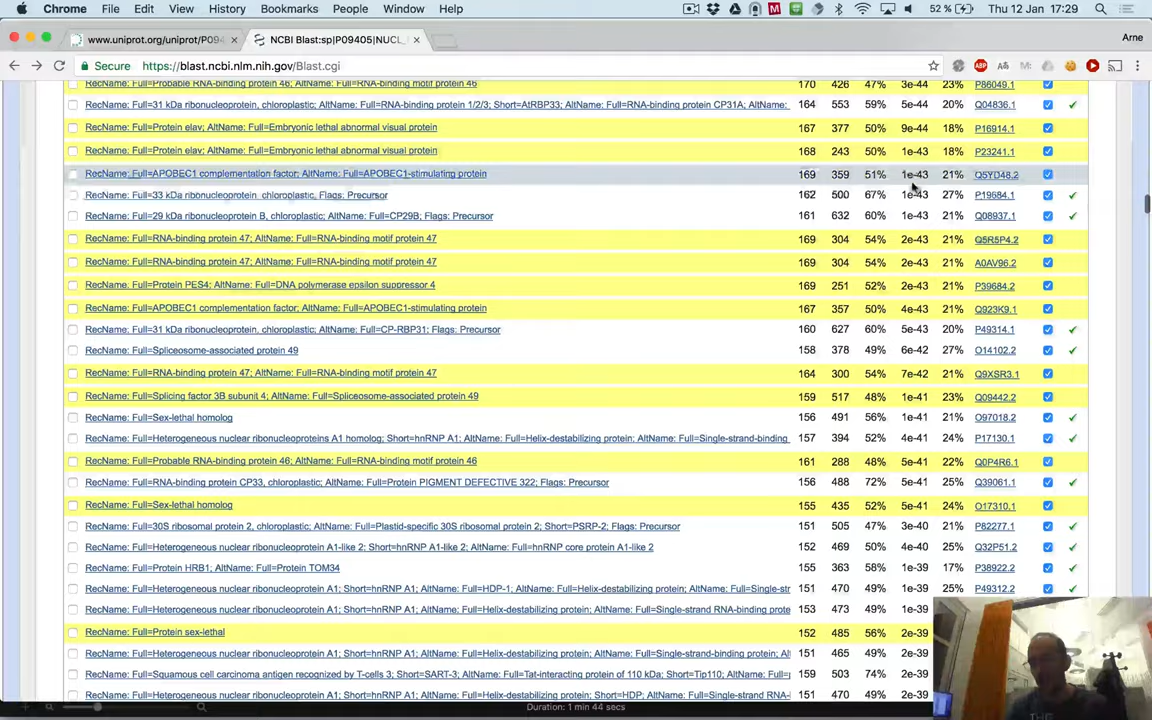 Chrome File Edit View History Bookmarks People Window Help 52 % Thu 12 Jan 17:29
www.uniprot.org/uniprot/P094 NCBI Blast:sp|P09405|NUCL_ Arne
Secure https://blast.ncbi.nlm.nih.gov/Blast.cgi
RecName: Full=Probable RNA-binding protein 46; AltName: Full=RNA-binding motif protein 46 170 426 47% 3e-44 23% P86049.1
RecName: Full=31 kDa ribonucleoprotein, chloroplastic; AltName: Full=RNA-binding protein 1/2/3; Short=AtRBP33; AltName: Full=RNA-binding protein CP31A; AltName: 164 553 59% 5e-44 20% Q04836.1
RecName: Full=Protein elav; AltName: Full=Embryonic lethal abnormal visual protein 167 377 50% 9e-44 18% P16914.1
RecName: Full=Protein elav; AltName: Full=Embryonic lethal abnormal visual protein 168 243 50% 1e-43 18% P23241.1
RecName: Full=APOBEC1 complementation factor; AltName: Full=APOBEC1-stimulating protein 169 359 51% 1e-43 21% Q5YD48.2
RecName: Full=33 kDa ribonucleoprotein, chloroplastic; Flags: Precursor 162 500 67% 1e-43 27% P19684.1
RecName: Full=29 kDa ribonucleoprotein B, chloroplastic; AltName: Full=CP29B; Flags: Precursor 161 632 60% 1e-43 21% Q08937.1
RecName: Full=RNA-binding protein 47; AltName: Full=RNA-binding motif protein 47 169 304 54% 2e-43 21% Q5R5P4.2
RecName: Full=RNA-binding protein 47; AltName: Full=RNA-binding motif protein 47 169 304 54% 2e-43 21% A0AV96.2
RecName: Full=Protein PES4; AltName: Full=DNA polymerase epsilon suppressor 4 169 251 52% 2e-43 21% P39684.2
RecName: Full=APOBEC1 complementation factor; AltName: Full=APOBEC1-stimulating protein 167 357 50% 4e-43 21% Q923K9.1
RecName: Full=31 kDa ribonucleoprotein, chloroplastic; AltName: Full=CP-RBP31; Flags: Precursor 160 627 60% 5e-43 20% P49314.1
RecName: Full=Spliceosome-associated protein 49 158 378 49% 6e-42 27% O14102.2
RecName: Full=RNA-binding protein 47; AltName: Full=RNA-binding motif protein 47 164 300 54% 7e-42 21% Q9XSR3.1
RecName: Full=Splicing factor 3B subunit 4; AltName: Full=Spliceosome-associated protein 49 159 517 48% 1e-41 23% Q09442.2
RecName: Full=Sex-lethal homolog 156 491 56% 1e-41 21% O97018.2
RecName: Full=Heterogeneous nuclear ribonucleoproteins A1 homolog; Short=hnRNP A1; AltName: Full=Helix-destabilizing protein; AltName: Full=Single-strand-binding 157 394 52% 4e-41 24% P17130.1
RecName: Full=Probable RNA-binding protein 46; AltName: Full=RNA-binding motif protein 46 161 288 48% 5e-41 22% Q0P4R6.1
RecName: Full=RNA-binding protein CP33, chloroplastic; AltName: Full=Protein PIGMENT DEFECTIVE 322; Flags: Precursor 156 488 72% 5e-41 25% Q39061.1
RecName: Full=Sex-lethal homolog 155 435 52% 5e-41 24% O17310.1
RecName: Full=30S ribosomal protein 2, chloroplastic; AltName: Full=Plastid-specific 30S ribosomal protein 2; Short=PSRP-2; Flags: Precursor 151 505 47% 3e-40 21% P82277.1
RecName: Full=Heterogeneous nuclear ribonucleoprotein A1-like 2; Short=hnRNP A1-like 2; AltName: Full=hnRNP core protein A1-like 2 152 469 50% 4e-40 25% Q32P51.2
RecName: Full=Protein HRB1; AltName: Full=Protein TOM34 155 363 58% 1e-39 17% P38922.2
RecName: Full=Heterogeneous nuclear ribonucleoprotein 1; Short=hnRNP A1; AltName: Full=HDP-1; AltName: Full=Helix-destabilizing protein; AltName: Full=Single-str 151 470 49% 1e-39 25% P49312.2
RecName: Full=Heterogeneous nuclear ribonucleoprotein A1; Short=hnRNP A1; AltName: Full=Helix-destabilizing protein; AltName: Full=Single-strand RNA-binding prote 153 473 49% 1e-39
RecName: Full=Protein sex-lethal 152 485 56% 2e-39
RecName: Full=Heterogeneous nuclear ribonucleoprotein A1; Short=hnRNP A1; AltName: Full=Helix-destabilizing protein; AltName: Full=Single-strand-binding protein; Al 151 465 49% 2e-39
RecName: Full=Squamous cell carcinoma antigen recognized by T-cells 3; Short=SART-3; AltName: Full=Tat-interacting protein of 110 kDa; Short=Tip110; AltName: Full 159 503 74% 2e-39
RecName: Full=Heterogeneous nuclear ribonucleoprotein A1; Short=hnRNP A1; AltName: Full=Helix-destabilizing protein; Short=HDP; AltName: Full=Single-strand RNA- 151 470 49% 2e-39
Duration: 1 min 44 secs
THE